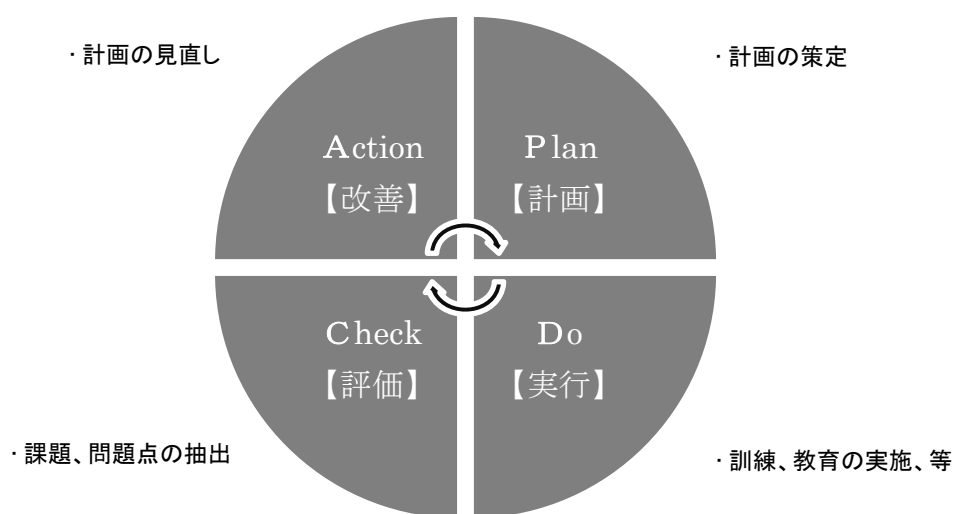 ・計画の見直し
・計画の策定
Action
【改善】
Plan
【計画】
Check
【評価】
Do
【実行】
・課題、問題点の抽出
・訓練、教育の実施、等